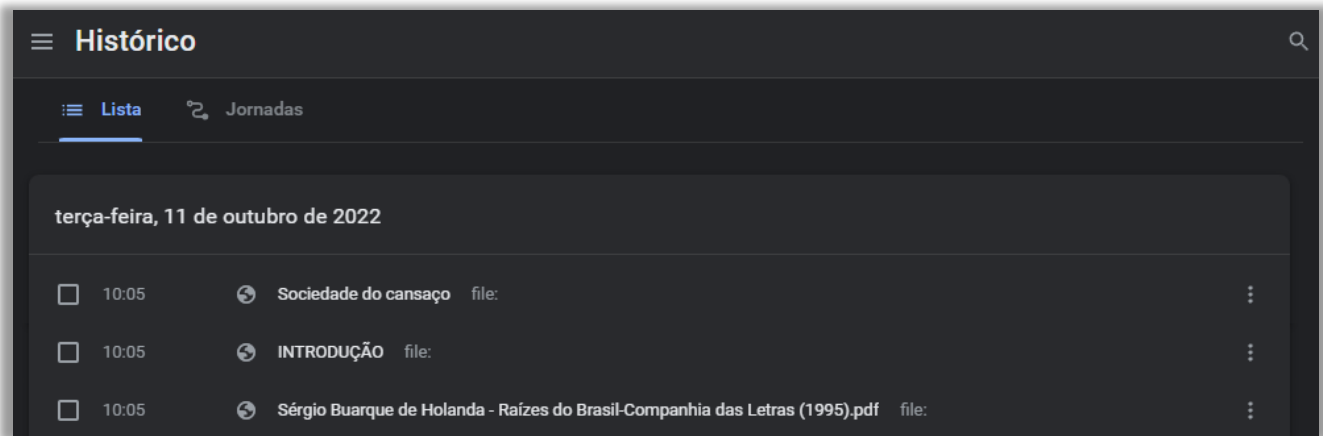 Histórico
Lista Jornadas
terça-feira, 11 de outubro de 2022
10:05 Sociedade do cansaço file:
10:05 INTRODUÇÃO file:
10:05 Sérgio Buarque de Holanda - Raízes do Brasil-Companhia das Letras (1995).pdf file: